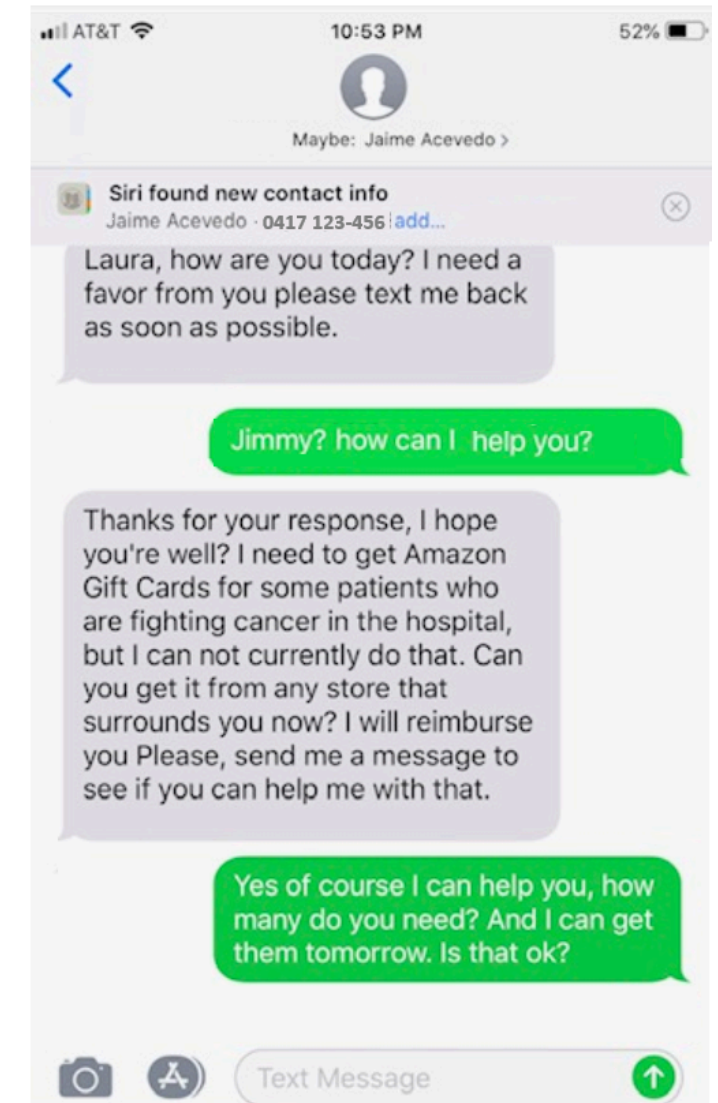 AT&T 10:53 PM 52%
Maybe: Jaime Acevedo >
Siri found new contact info
Jaime Acevedo · 0417 123-456 add...
Laura, how are you today? I need a
favor from you please text me back
as soon as possible.
Jimmy? how can I help you?
Thanks for your response, I hope
you're well? I need to get Amazon
Gift Cards for some patients who
are fighting cancer in the hospital,
but I can not currently do that. Can
you get it from any store that
surrounds you now? I will reimburse
you Please, send me a message to
see if you can help me with that.
Yes of course I can help you, how
many do you need? And I can get
them tomorrow. Is that ok?
Text Message